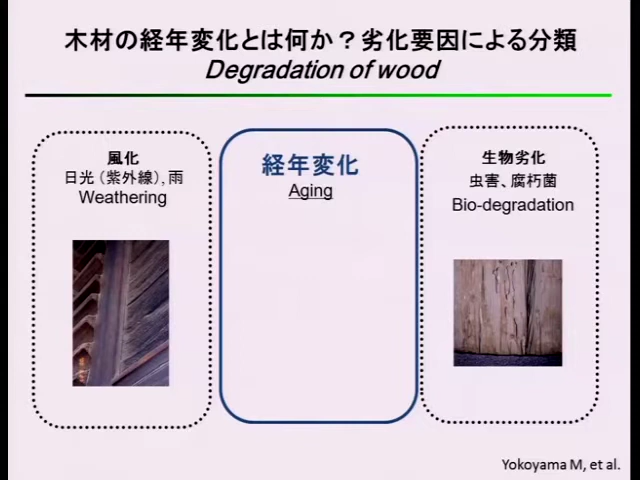 木材の経年変化とは何か？劣化要因による分類
Degradation of wood
風化
日光（紫外線）, 雨
Weathering
経年変化
Aging
生物劣化
虫害、腐朽菌
Bio-degradation
Yokoyama M, et al.